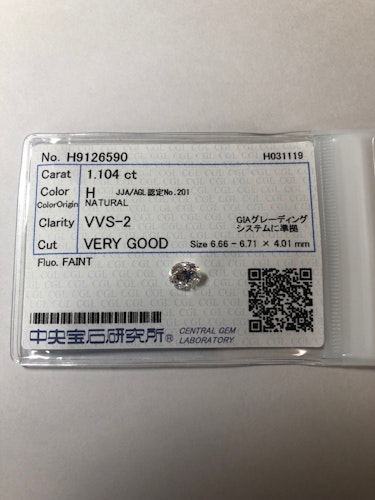 No. H9126590 H031119
Carat 1.104 ct
Color H JJA/AGL認定No.201
ColorOrigin NATURAL
Clarity VVS-2 GIAグレーディング
システムに準拠
Cut VERY GOOD Size 6.66 - 6.71 × 4.01 mm
Fluo. FAINT
中央宝石研究所® CENTRAL GEM
LABORATORY